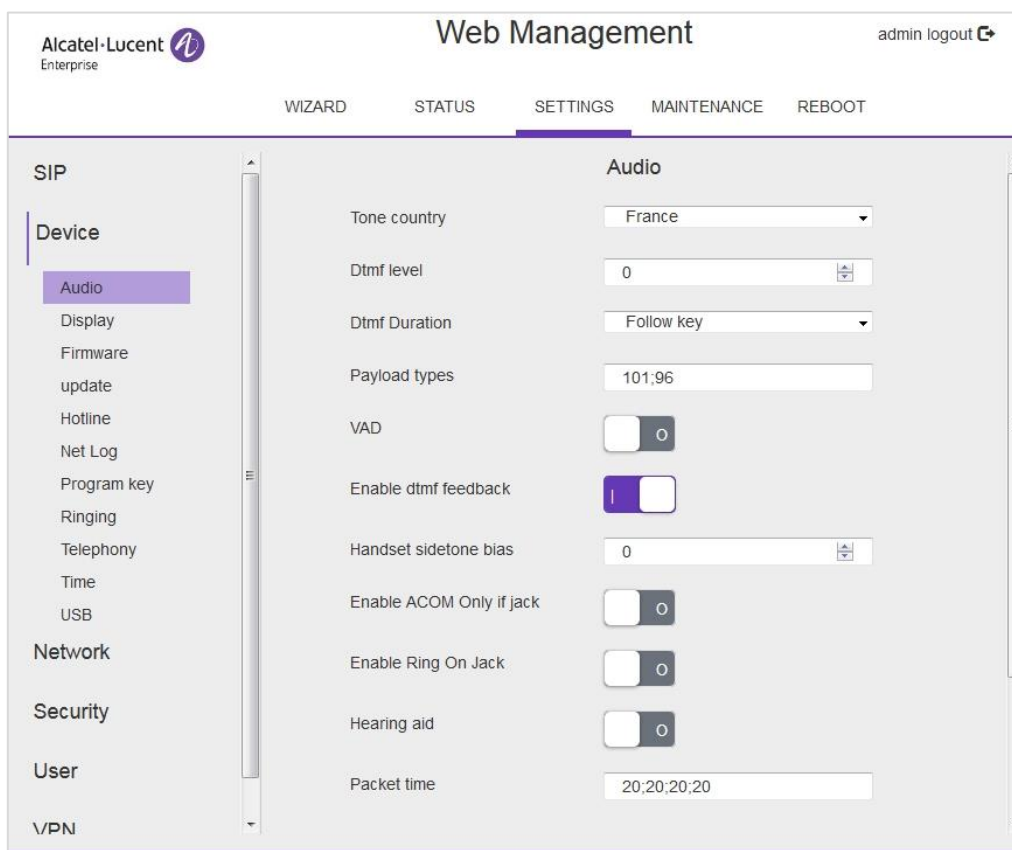 Alcatel•Lucent
Enterprise
Web Management
admin logout
WIZARD STATUS SETTINGS MAINTENANCE REBOOT
SIP
Device
Audio
Display
Firmware
update
Hotline
Net Log
Program key
Ringing
Telephony
Time
USB
Network
Security
User
VPN
Audio
Tone country France
Dtmf level 0
Dtmf Duration Follow key
Payload types 101;96
VAD O
Enable dtmf feedback |
Handset sidetone bias 0
Enable ACOM Only if jack O
Enable Ring On Jack O
Hearing aid O
Packet time 20;20;20;20